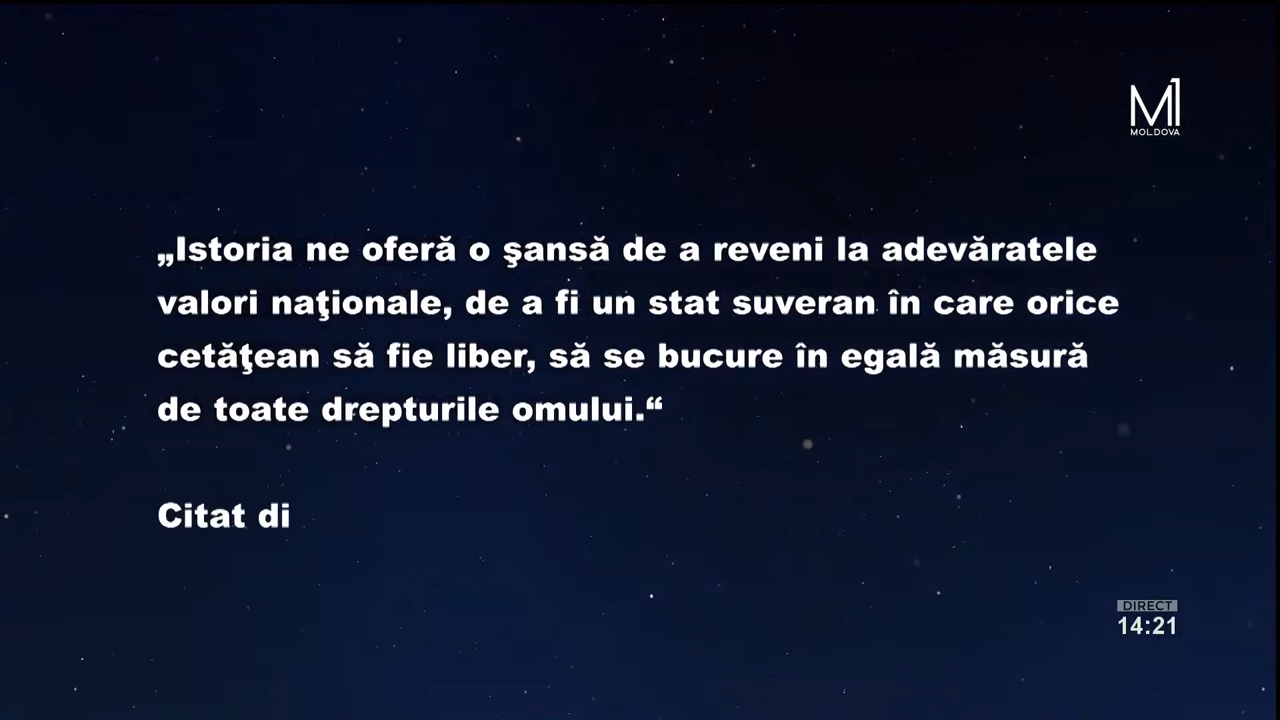 M1
MOLDOVA
„Istoria ne oferă o şansă de a reveni la adevăratele
valori naţionale, de a fi un stat suveran în care orice
cetăţean să fie liber, să se bucure în egală măsură
de toate drepturile omului.“
Citat di
DIRECT
14:21